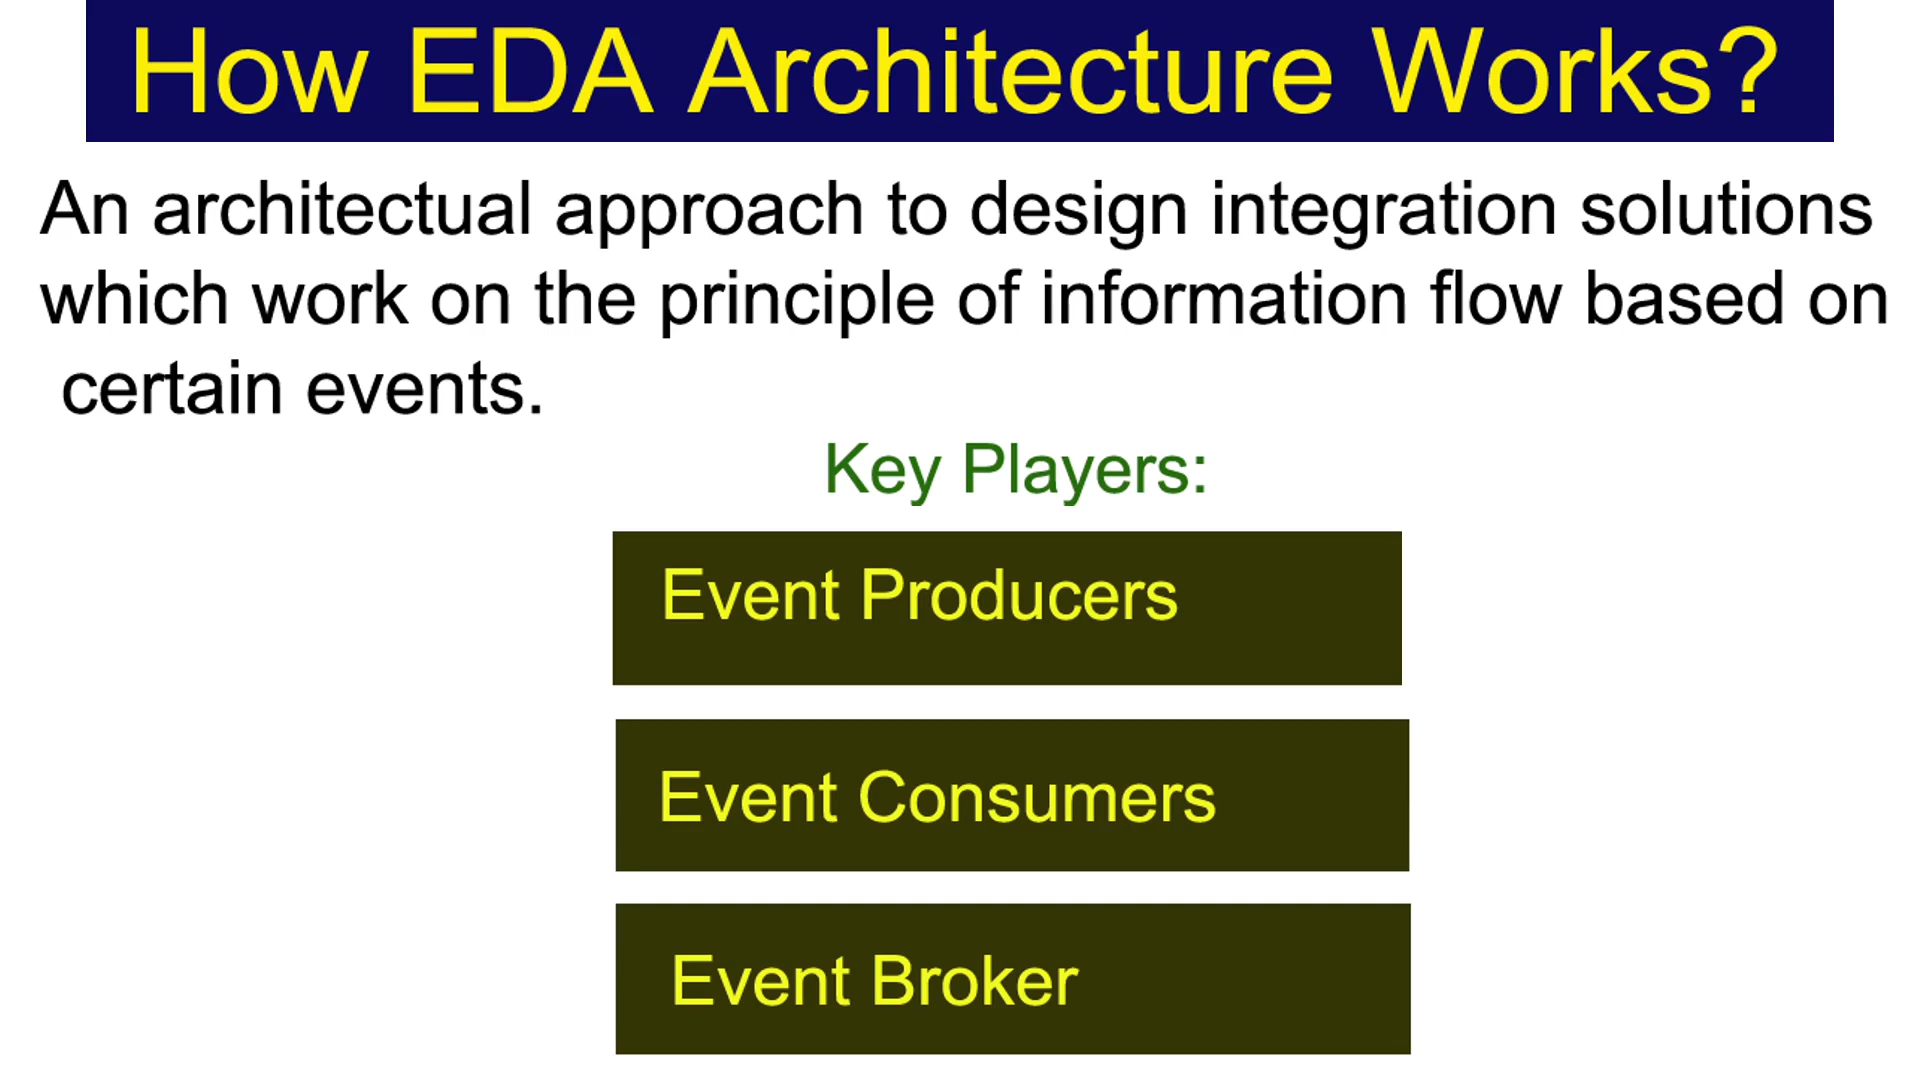 How EDA Architecture Works?
An architectual approach to design integration solutions
which work on the principle of information flow based on
certain events.
Key Players:
Event Producers
Event Consumers
Event Broker